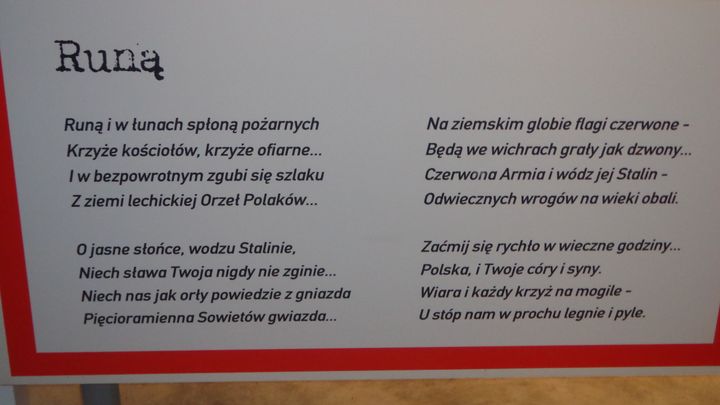 Runą
Runą i w łunach spłoną pożarnych
Krzyże kościołów, krzyże ofiarne...
I w bezpowrotnym zgubi się szlaku
Z ziemi lechickiej Orzeł Polaków...
O jasne słońce, wodzu Stalinie,
Niech sława Twoja nigdy nie zginie...
Niech nas jak orły powiedzie z gniazda
Pięcioramienna Sowietów gwiazda...
Na ziemskim globie flagi czerwone -
Będą we wichrach grały jak dzwony...
Czerwona Armia i wódz jej Stalin -
Odwiecznych wrogów na wieki obali.
Zaćmij się rychło w wieczne godziny...
Polska, i Twoje córy i syny.
Wiara i każdy krzyż na mogile -
U stóp nam w prochu legnie i pyle.